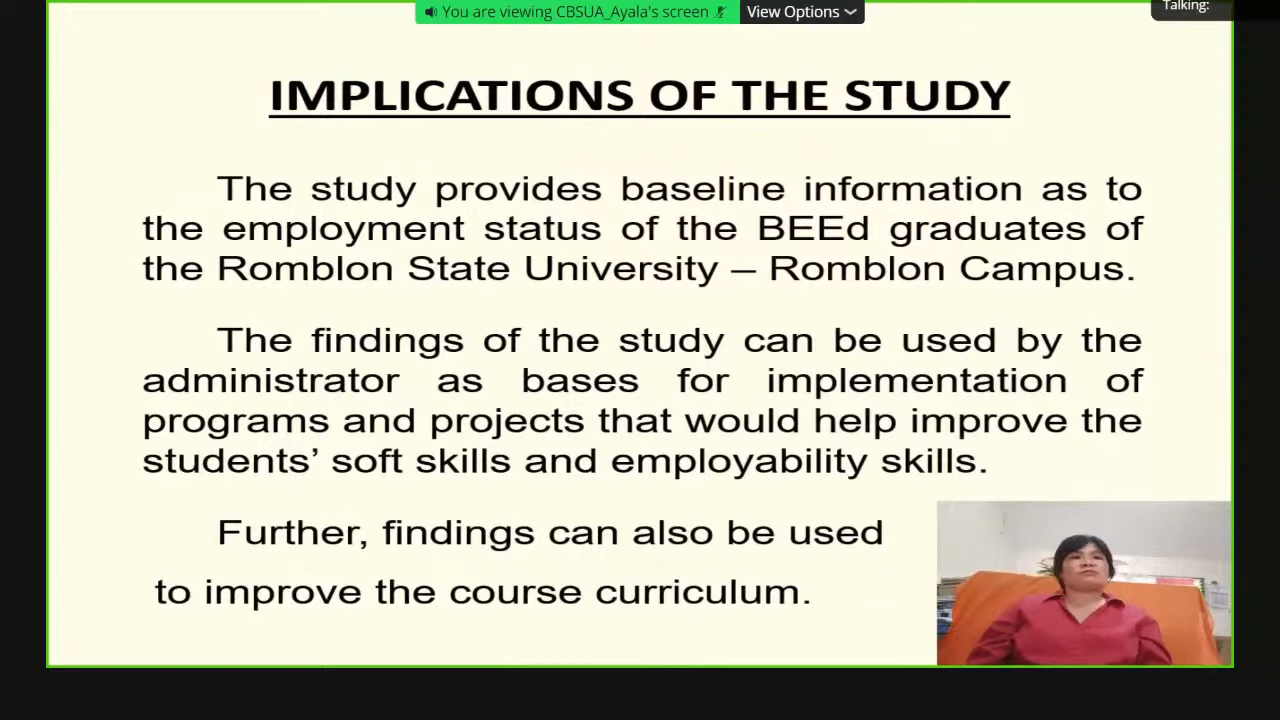 You are viewing CBSUA_Ayala's screen
View Options
Talking:
IMPLICATIONS OF THE STUDY
The study provides baseline information as to
the employment status of the BEEd graduates of
the Romblon State University – Romblon Campus.
The findings of the study can be used by the
administrator as bases for implementation of
programs and projects that would help improve the
students’ soft skills and employability skills.
Further, findings can also be used
to improve the course curriculum.